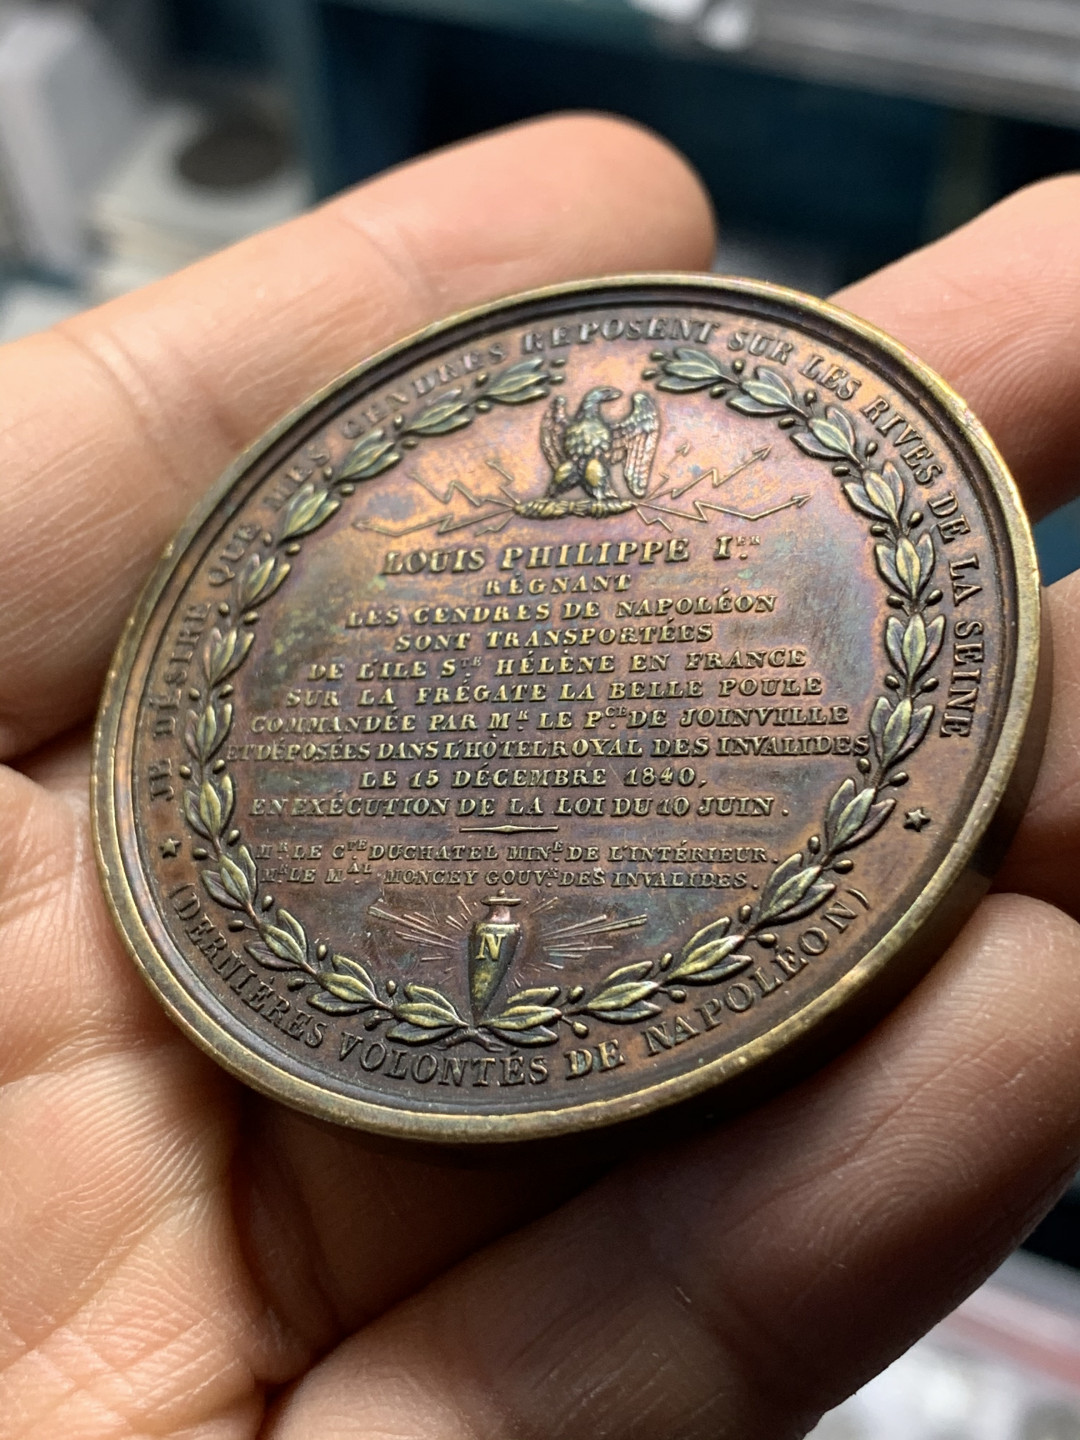 JE DÉSIRE QUE MES CENDRES REPOSENT SUR LES RIVES DE LA SEINE
LOUIS PHILIPPE I.ER
RÉGNANT
LES CENDRES DE NAPOLÉON
SONT TRANSPORTÉES
DE L'ILE STE HÉLÈNE EN FRANCE
SUR LA FRÉGATE LA BELLE POULE
COMMANDÉE PAR MR LE PCE DE JOINVILLE
ET DÉPOSÉES DANS L'HÔTEL ROYAL DES INVALIDES
LE 15 DÉCEMBRE 1840,
EN EXÉCUTION DE LA LOI DU 10 JUIN.
MR LE CTE DUCHATEL MIN.E DE L'INTÉRIEUR.
MR LE MAL MONCEY GOUV.R DES INVALIDES.
N
(DERNIÈRES VOLONTÉS DE NAPOLÉON)